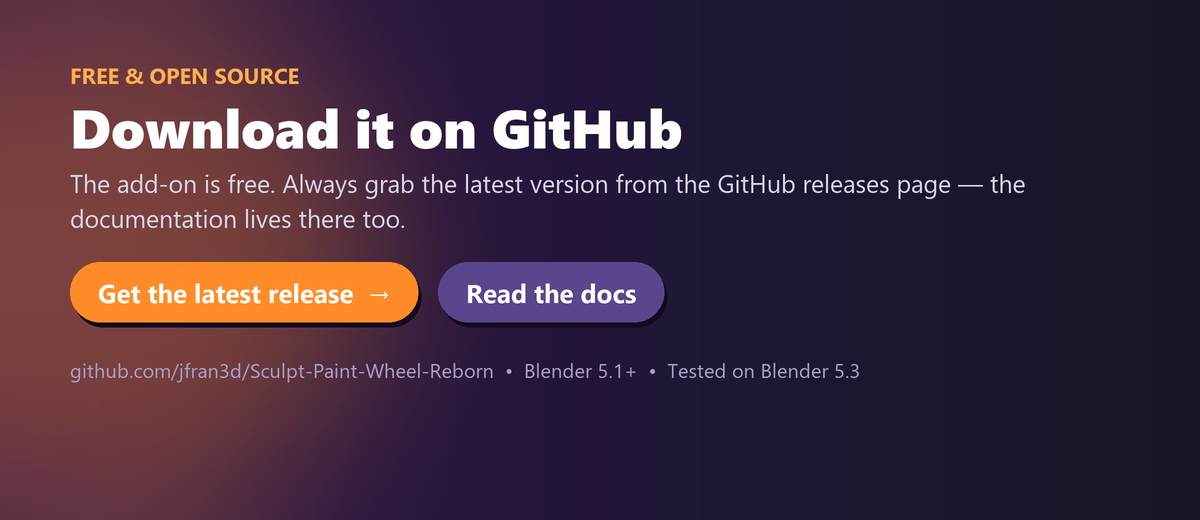 FREE & OPEN SOURCE
Download it on GitHub
The add-on is free. Always grab the latest version from the GitHub releases page — the
documentation lives there too.
Get the latest release →
Read the docs
github.com/jfran3d/Sculpt-Paint-Wheel-Reborn • Blender 5.1+ • Tested on Blender 5.3